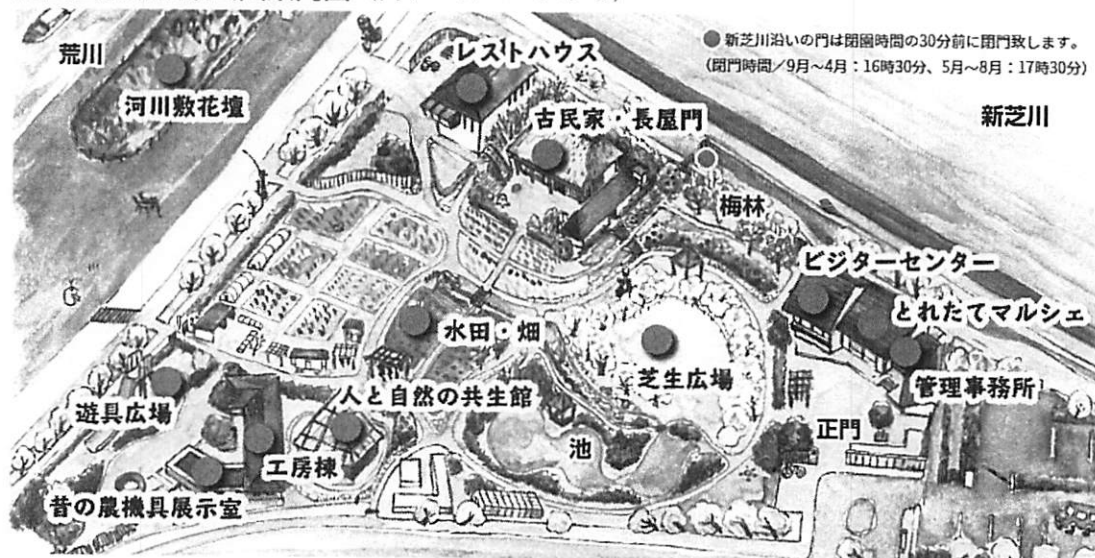 荒川
河川敷花壇
レストハウス
●新芝川沿いの門は閉園時間の30分前に閉門致します。
(閉門時間/9月〜4月:16時30分、5月〜8月:17時30分)
新芝川
古民家・長屋門
梅林
ビジターセンター
とれたてマルシェ
水田・畑
芝生広場
管理事務所
人と自然の共生館
遊具広場
正門
池
工房棟
昔の農機具展示室